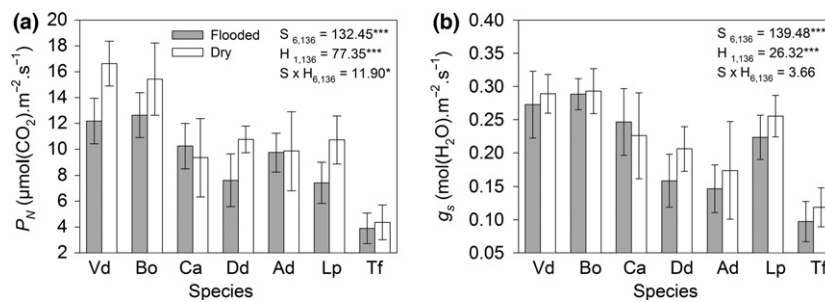 (a)
Flooded
Dry
S 6,136 = 132.45***
H 1,136 = 77.35***
S x H6,136 = 11.90*
PN (µmol(CO2).m−2.s−1)
18
16
14
12
10
8
6
4
2
Vd Bo Ca Dd Ad Lp Tf
Species
(b)
S 6,136 = 139.48***
H 1,136 = 26.32***
S x H6,136 = 3.66
gs (mol(H2O).m−2.s−1)
0.40
0.35
0.30
0.25
0.20
0.15
0.10
0.05
Vd Bo Ca Dd Ad Lp Tf
Species